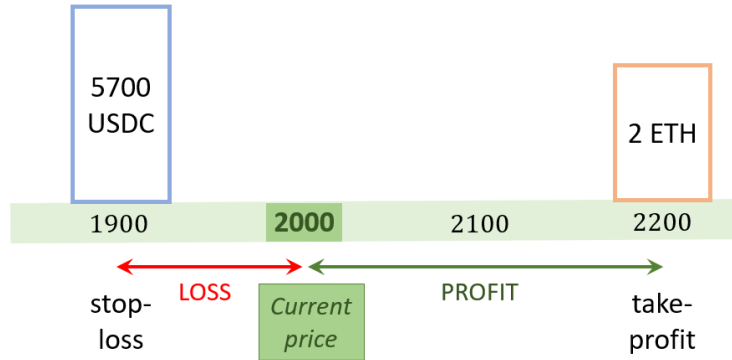 5700
USDC
2 ETH
1900 2000 2100 2200
LOSS PROFIT
stop-
loss
Current
price
take-
profit